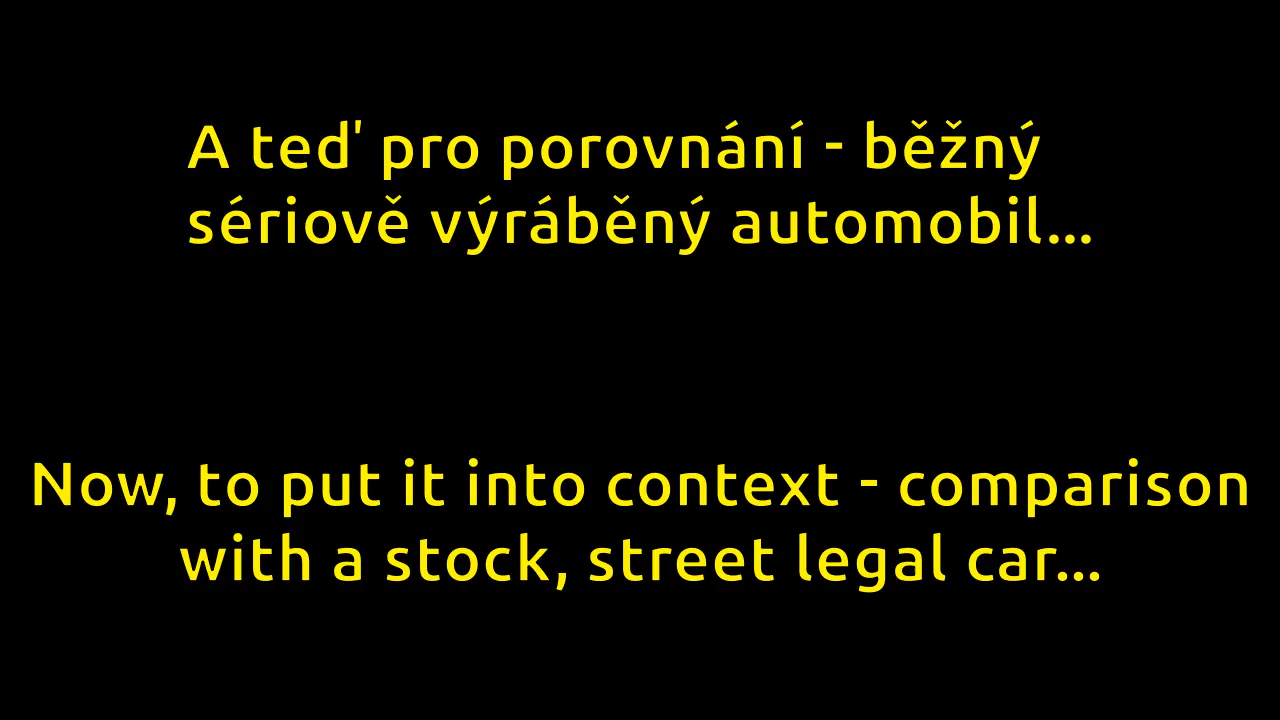 A teď pro porovnání - běžný
sériově výráběný automobil...
Now, to put it into context - comparison
with a stock, street legal car...